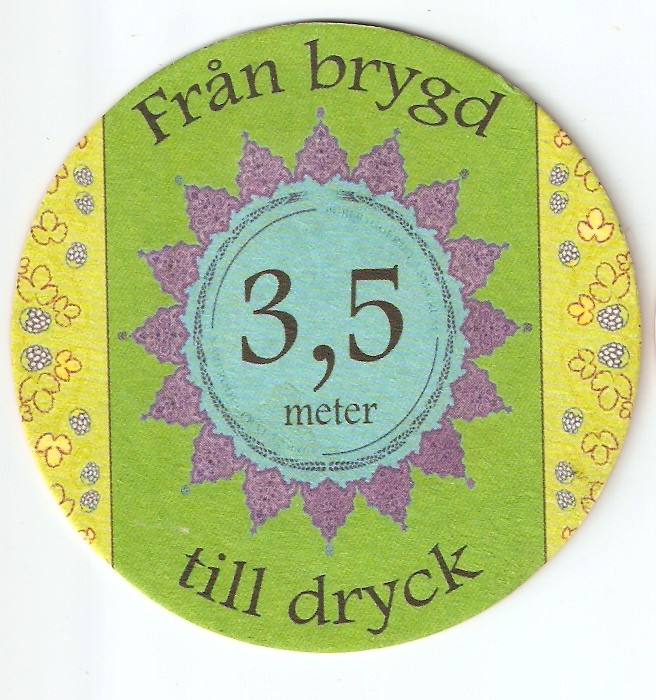 Från brygd
3,5
meter
till dryck